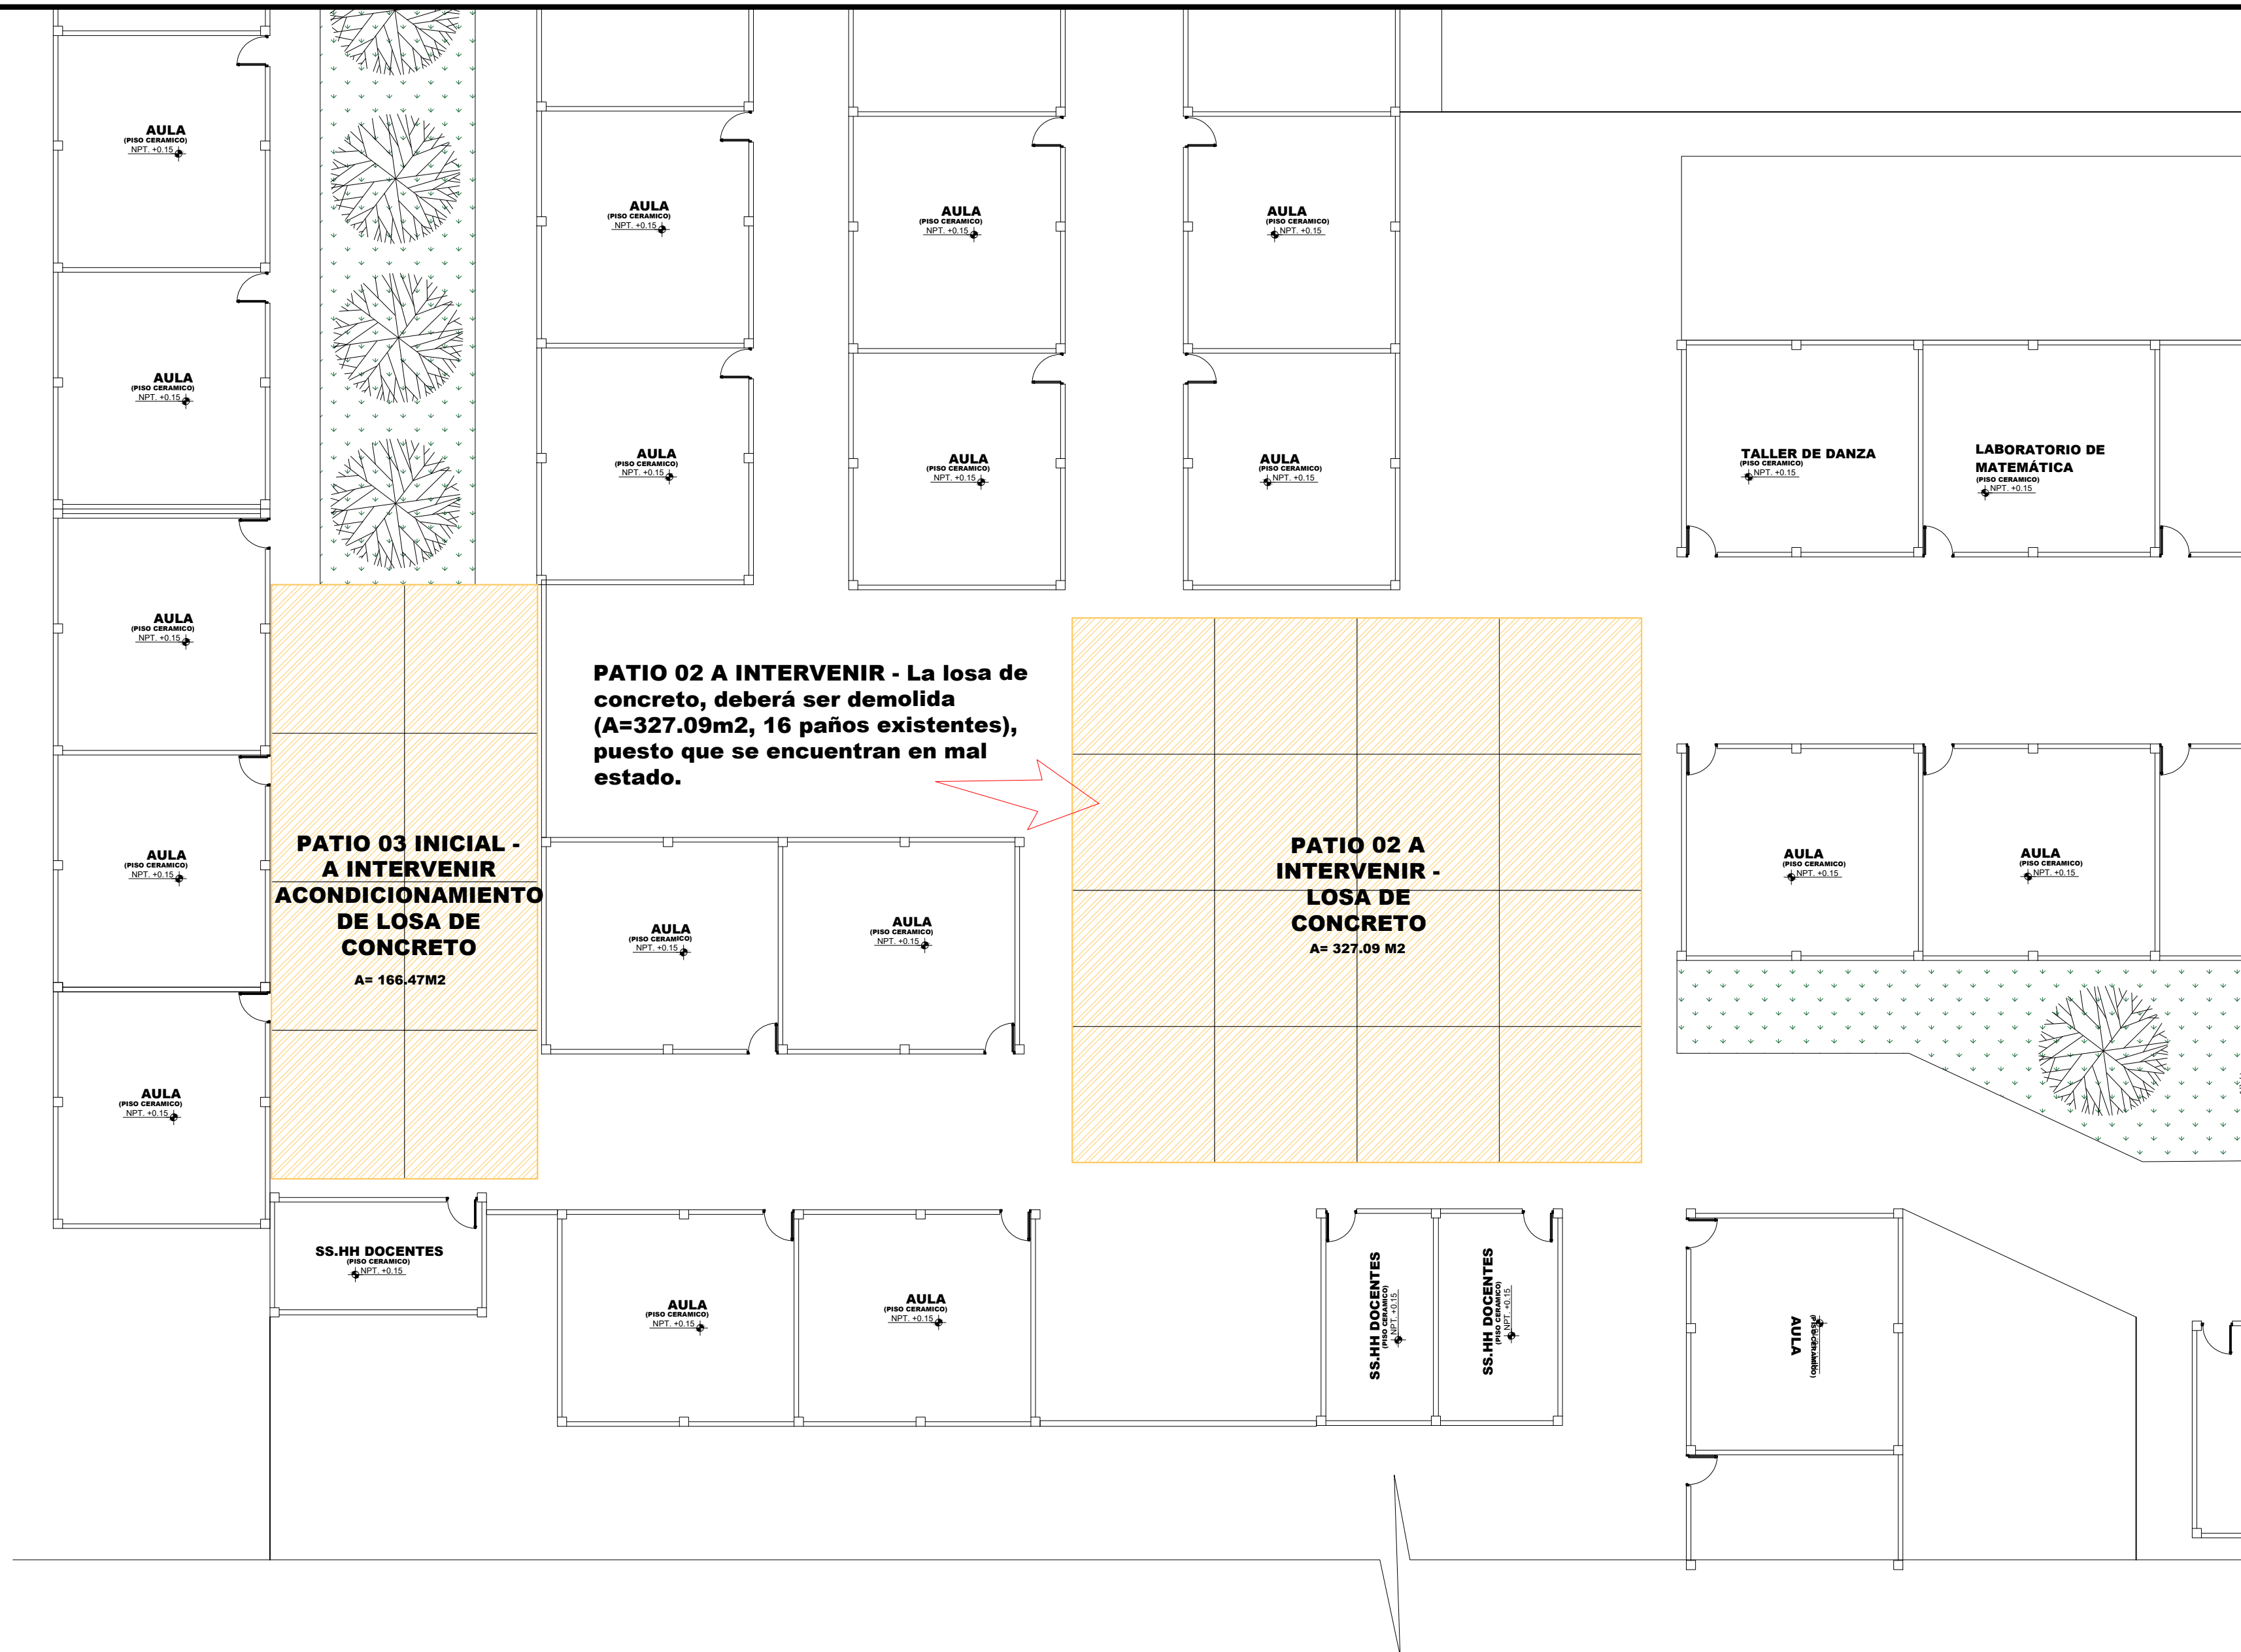 AULA
(PISO CERAMICO)
NPT. +0.15
AULA
(PISO CERAMICO)
NPT. +0.15
AULA
(PISO CERAMICO)
NPT. +0.15
AULA
(PISO CERAMICO)
NPT. +0.15
AULA
(PISO CERAMICO)
NPT. +0.15
AULA
(PISO CERAMICO)
NPT. +0.15
AULA
(PISO CERAMICO)
NPT. +0.15
AULA
(PISO CERAMICO)
NPT. +0.15
TALLER DE DANZA
(PISO CERAMICO)
NPT. +0.15
LABORATORIO DE
MATEMÁTICA
(PISO CERAMICO)
NPT. +0.15
AULA
(PISO CERAMICO)
NPT. +0.15
PATIO 02 A INTERVENIR - La losa de
concreto, deberá ser demolida
(A=327.09m2, 16 paños existentes),
puesto que se encuentran en mal
estado.
AULA
(PISO CERAMICO)
NPT. +0.15
PATIO 03 INICIAL -
A INTERVENIR
ACONDICIONAMIENTO
DE LOSA DE
CONCRETO
A= 166.47M2
AULA
(PISO CERAMICO)
NPT. +0.15
AULA
(PISO CERAMICO)
NPT. +0.15
PATIO 02 A
INTERVENIR -
LOSA DE
CONCRETO
A= 327.09 M2
AULA
(PISO CERAMICO)
NPT. +0.15
AULA
(PISO CERAMICO)
NPT. +0.15
AULA
(PISO CERAMICO)
NPT. +0.15
SS.HH DOCENTES
(PISO CERAMICO)
NPT. +0.15
AULA
(PISO CERAMICO)
NPT. +0.15
AULA
(PISO CERAMICO)
NPT. +0.15
SS.HH DOCENTES
(PISO CERAMICO)
NPT. +0.15
SS.HH DOCENTES
(PISO CERAMICO)
NPT. +0.15
AULA